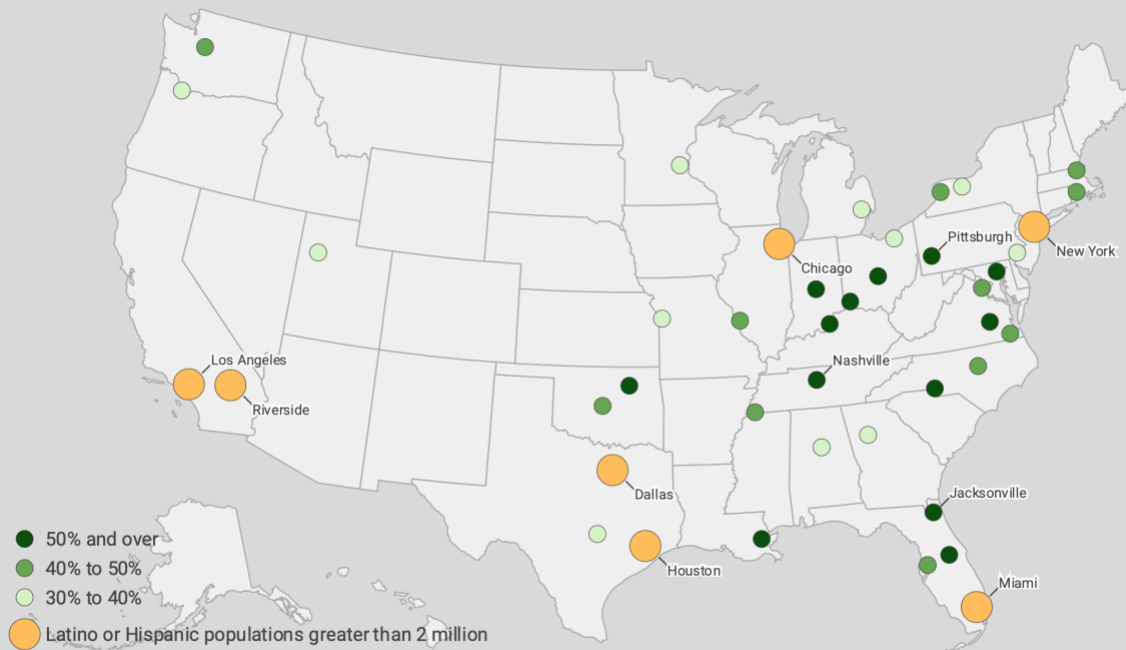 Pittsburgh
New York
Chicago
Los Angeles
Nashville
Riverside
Dallas
Jacksonville
50% and over
40% to 50%
Houston
Miami
30% to 40%
Latino or Hispanic populations greater than 2 million